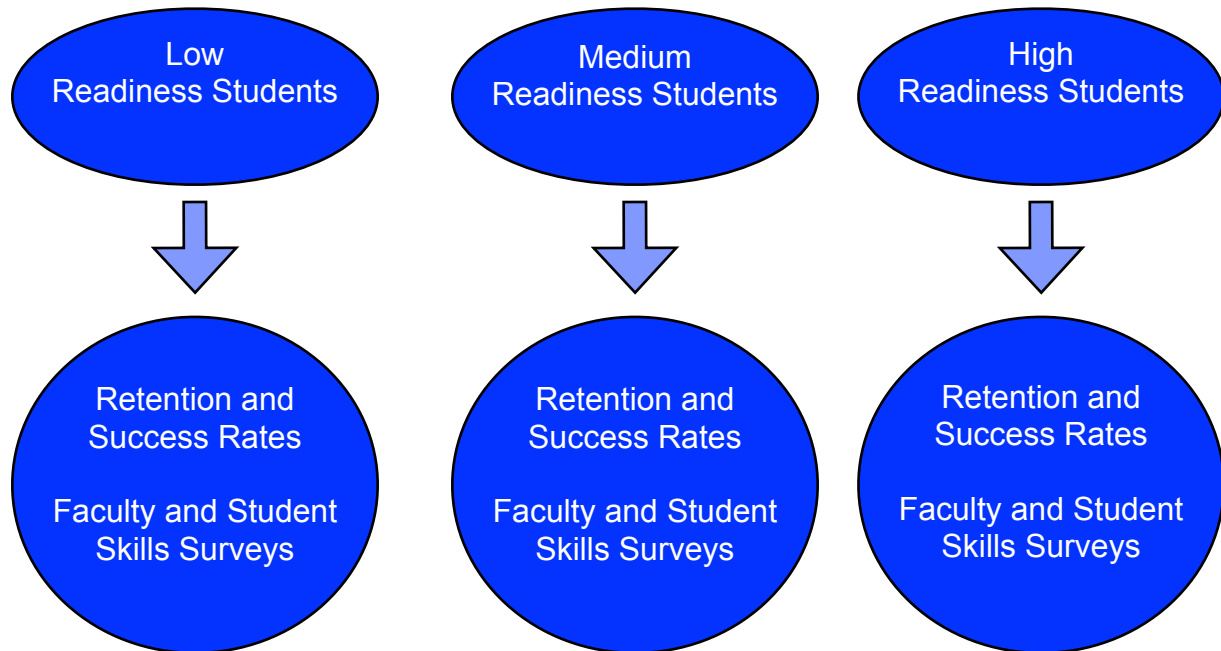 Low
Readiness Students
Medium
Readiness Students
High
Readiness Students
Retention and
Success Rates
Faculty and Student
Skills Surveys
Retention and
Success Rates
Faculty and Student
Skills Surveys
Retention and
Success Rates
Faculty and Student
Skills Surveys